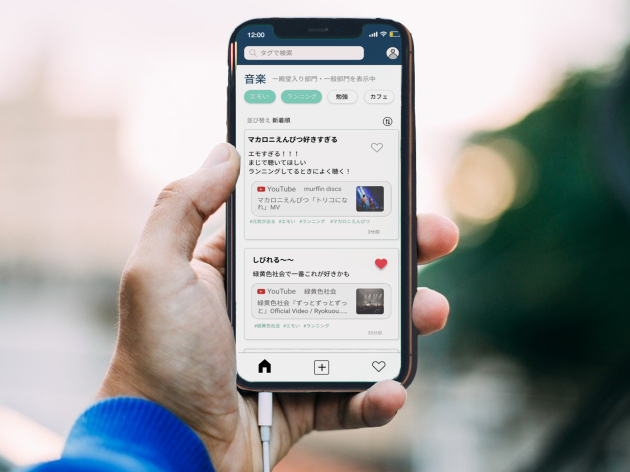 12:00
タグで検索
音楽 ー殿堂入り部門・一般部門を表示中
エモい ランニング 勉強 カフェ
並び替え 新着順
マカロニえんぴつ好きすぎる
エモすぎる！！！
まじで聴いてほしい
ランニングしてるときによく聴く！
YouTube murffin discs
マカロニえんぴつ「トリコにな
れ」MV
#元気が出る #エモい #ランニング #マカロニえんぴつ
3分前
しびれる〜〜
緑黄色社会で一番これが好きかも
YouTube 緑黄色社会
緑黄色社会『ずっとずっとずっ
と』Official Video / Ryokuou....
#緑黄色社会 #エモい #ランニング